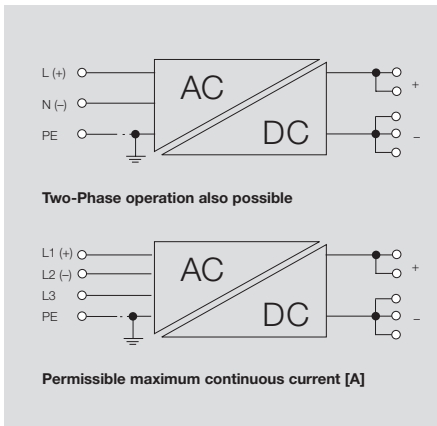 L (+)
AC
N (–)
+
PE
DC
–
Two-Phase operation also possible
L1 (+)
AC
L2 (–)
+
L3
PE
DC
–
Permissible maximum continuous current [A]